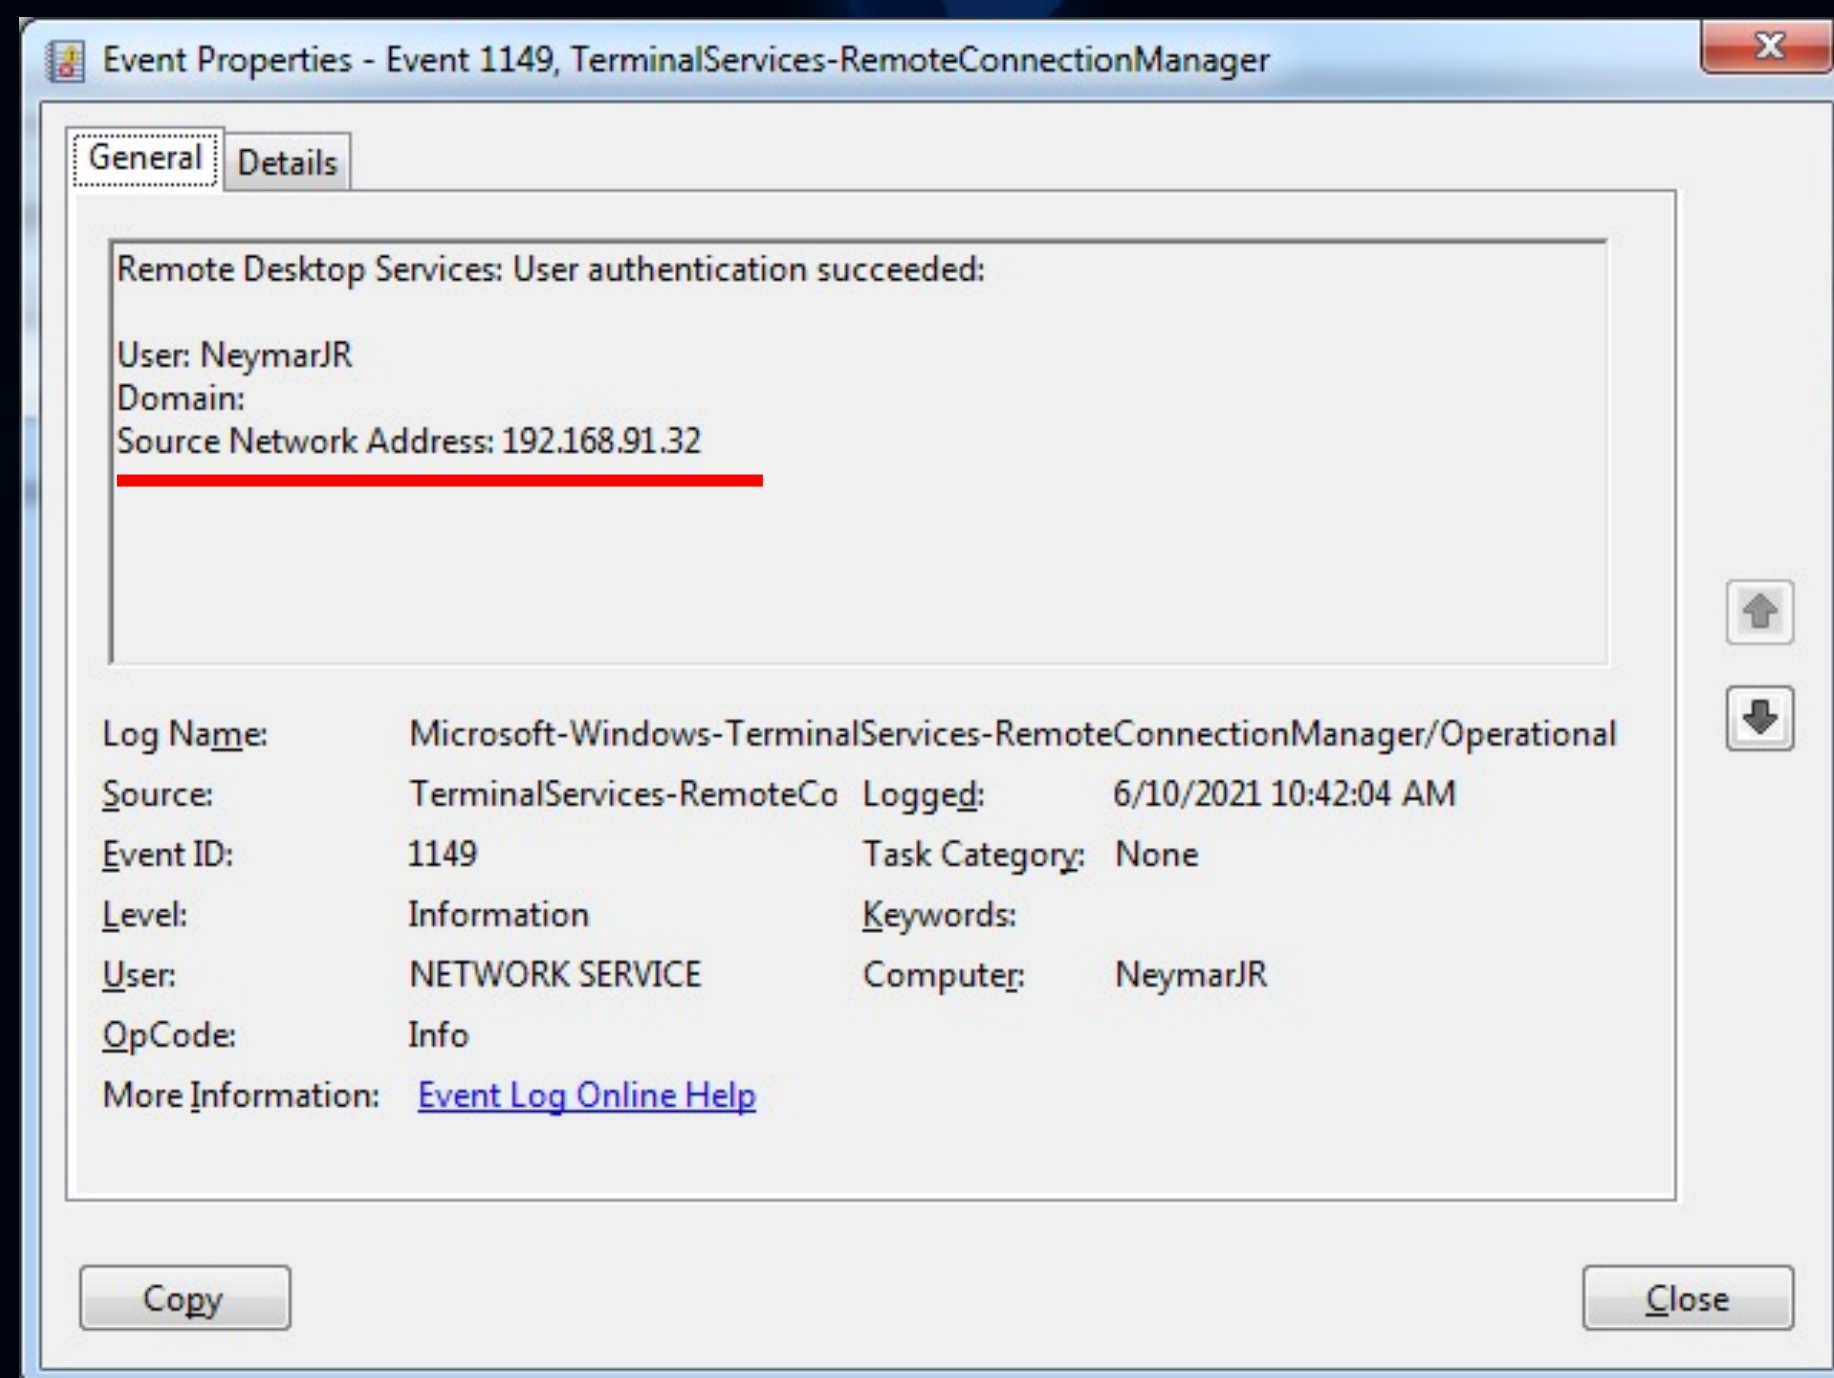 Event Properties - Event 1149, TerminalServices-RemoteConnectionManager
General Details
Remote Desktop Services: User authentication succeeded:
User: NeymarJR
Domain:
Source Network Address: 192.168.91.32
Log Name: Microsoft-Windows-TerminalServices-RemoteConnectionManager/Operational
Source: TerminalServices-RemoteCo Logged: 6/10/2021 10:42:04 AM
Event ID: 1149 Task Category: None
Level: Information Keywords:
User: NETWORK SERVICE Computer: NeymarJR
OpCode: Info
More Information: Event Log Online Help
Copy Close